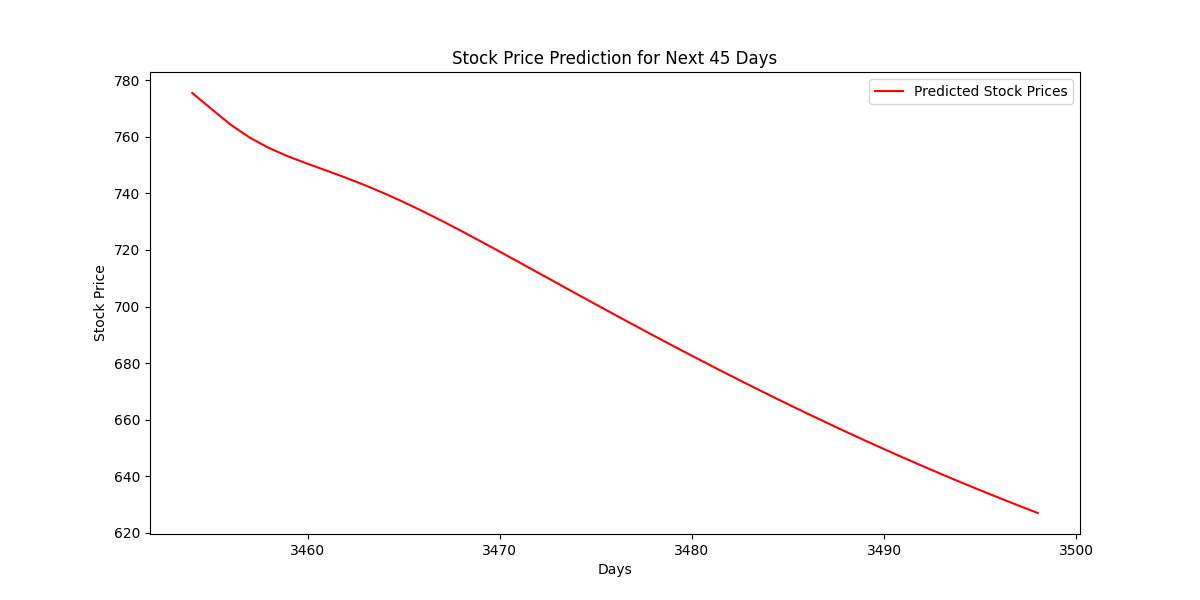 Stock Price Prediction for Next 45 Days
Predicted Stock Prices
Stock Price
780
760
740
720
700
680
660
640
620
3460 3470 3480 3490 3500
Days